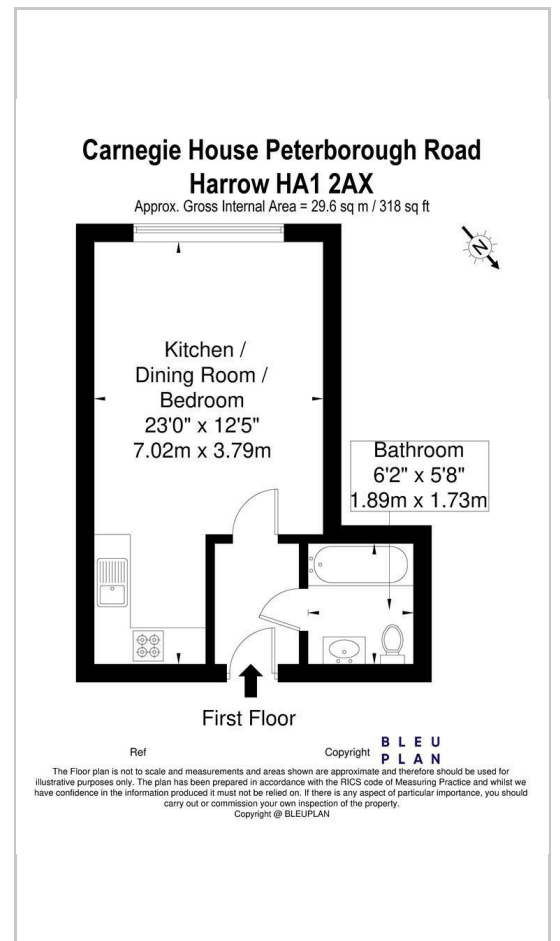 Carnegie House Peterborough Road
Harrow HA1 2AX
Approx. Gross Internal Area = 29.6 sq m / 318 sq ft
N
Kitchen /
Dining Room /
Bedroom
23'0" x 12'5"
7.02m x 3.79m
Bathroom
6'2" x 5'8"
1.89m x 1.73m
First Floor
Ref
Copyright
BLEU
PLAN
The Floor plan is not to scale and measurements and areas shown are approximate and therefore should be used for
illustrative purposes only. The plan has been prepared in accordance with the RICS code of Measuring Practice and whilst we
have confidence in the information produced it must not be relied on. If there is any aspect of particular importance, you should
carry out or commission your own inspection of the property.
Copyright @ BLEUPLAN